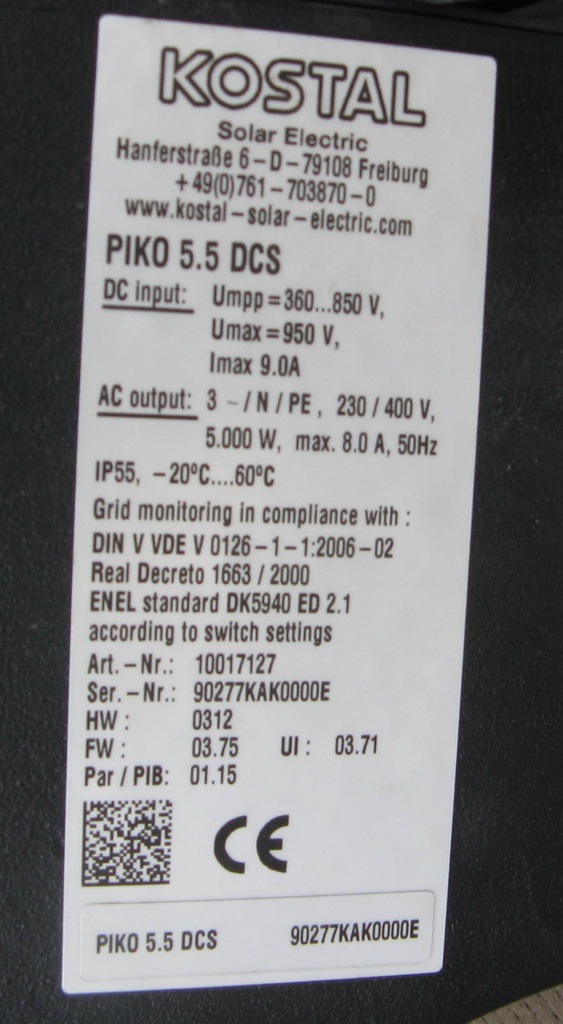 KOSTAL
Solar Electric
Hanferstraße 6-D-79108 Freiburg
+49(0)761-703870-0
www.kostal-solar-electric.com
PIKO 5.5 DCS
DC input: Umpp=360...850 V,
Umax=950 V,
Imax 9.0A
AC output: 3 ~/N/PE, 230/400 V,
5.000 W, max. 8.0 A, 50Hz
IP55, -20ºC....60ºC
Grid monitoring in compliance with :
DIN V VDE V 0126-1-1:2006-02
Real Decreto 1663 / 2000
ENEL standard DK5940 ED 2.1
according to switch settings
Art.-Nr.: 10017127
Ser.-Nr.: 90277KAK0000E
HW : 0312
FW : 03.75 UI : 03.71
Par / PIB: 01.15
CE
PIKO 5.5 DCS 90277KAK0000E